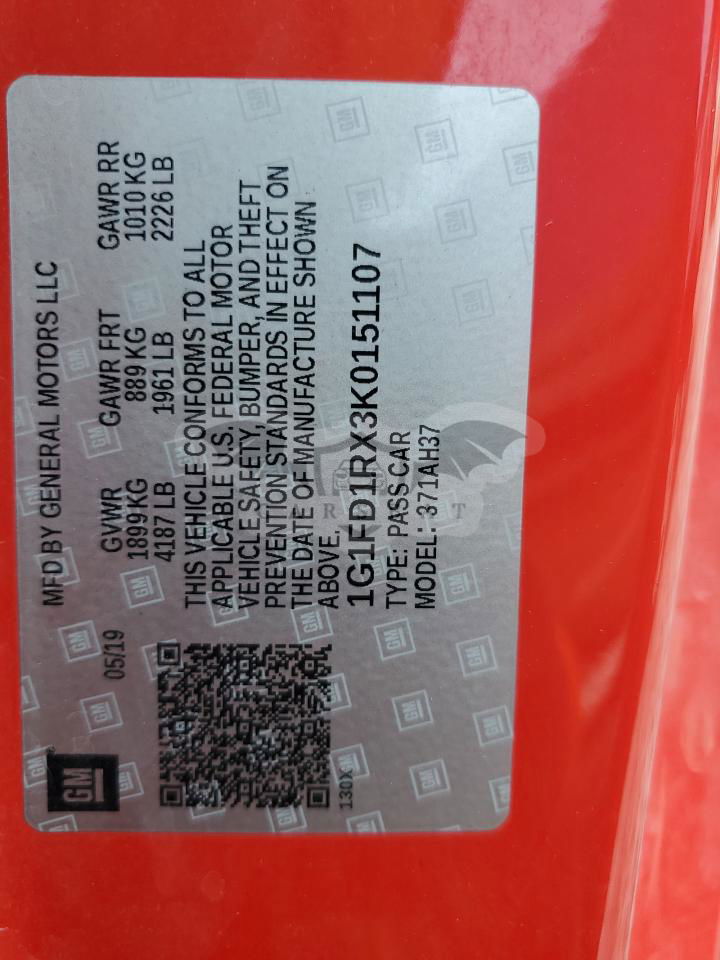 GM
05/19
MFD BY GENERAL MOTORS LLC
GVWR GAWR FRT GAWR RR
1899 KG 889 KG 1010 KG
4187 LB 1961 LB 2226 LB
THIS VEHICLE CONFORMS TO ALL
APPLICABLE U.S. FEDERAL MOTOR
VEHICLE SAFETY, BUMPER, AND THEFT
PREVENTION STANDARDS IN EFFECT ON
THE DATE OF MANUFACTURE SHOWN
ABOVE.
1G1FD1RX3K0151107
TYPE: PASS CAR
MODEL: 371AH37
130X